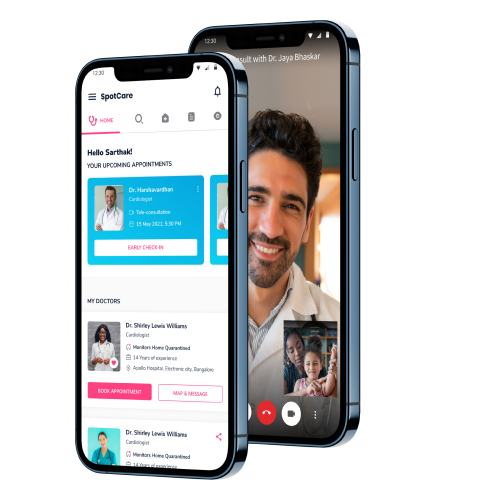 12:30
SpotCare
HOME
Hello Sarthak!
YOUR UPCOMING APPOINTMENTS
Dr. Harshavardhan
Cardiologist
Tele-consultation
15 May 2021, 5:30 PM
EARLY CHECK-IN
MY DOCTORS
Dr. Shirley Lewis Williams
Cardiologist
Monitors Home Quarantined
14 Years of experience
Apollo Hospital, Electronic city, Bangalore
BOOK APPOINTMENT
MAP & MESSAGE
Dr. Shirley Lewis Williams
Cardiologist
Monitors Home Quarantined
14 Years of experience
12:30
with Dr. Jaya Bhaskar